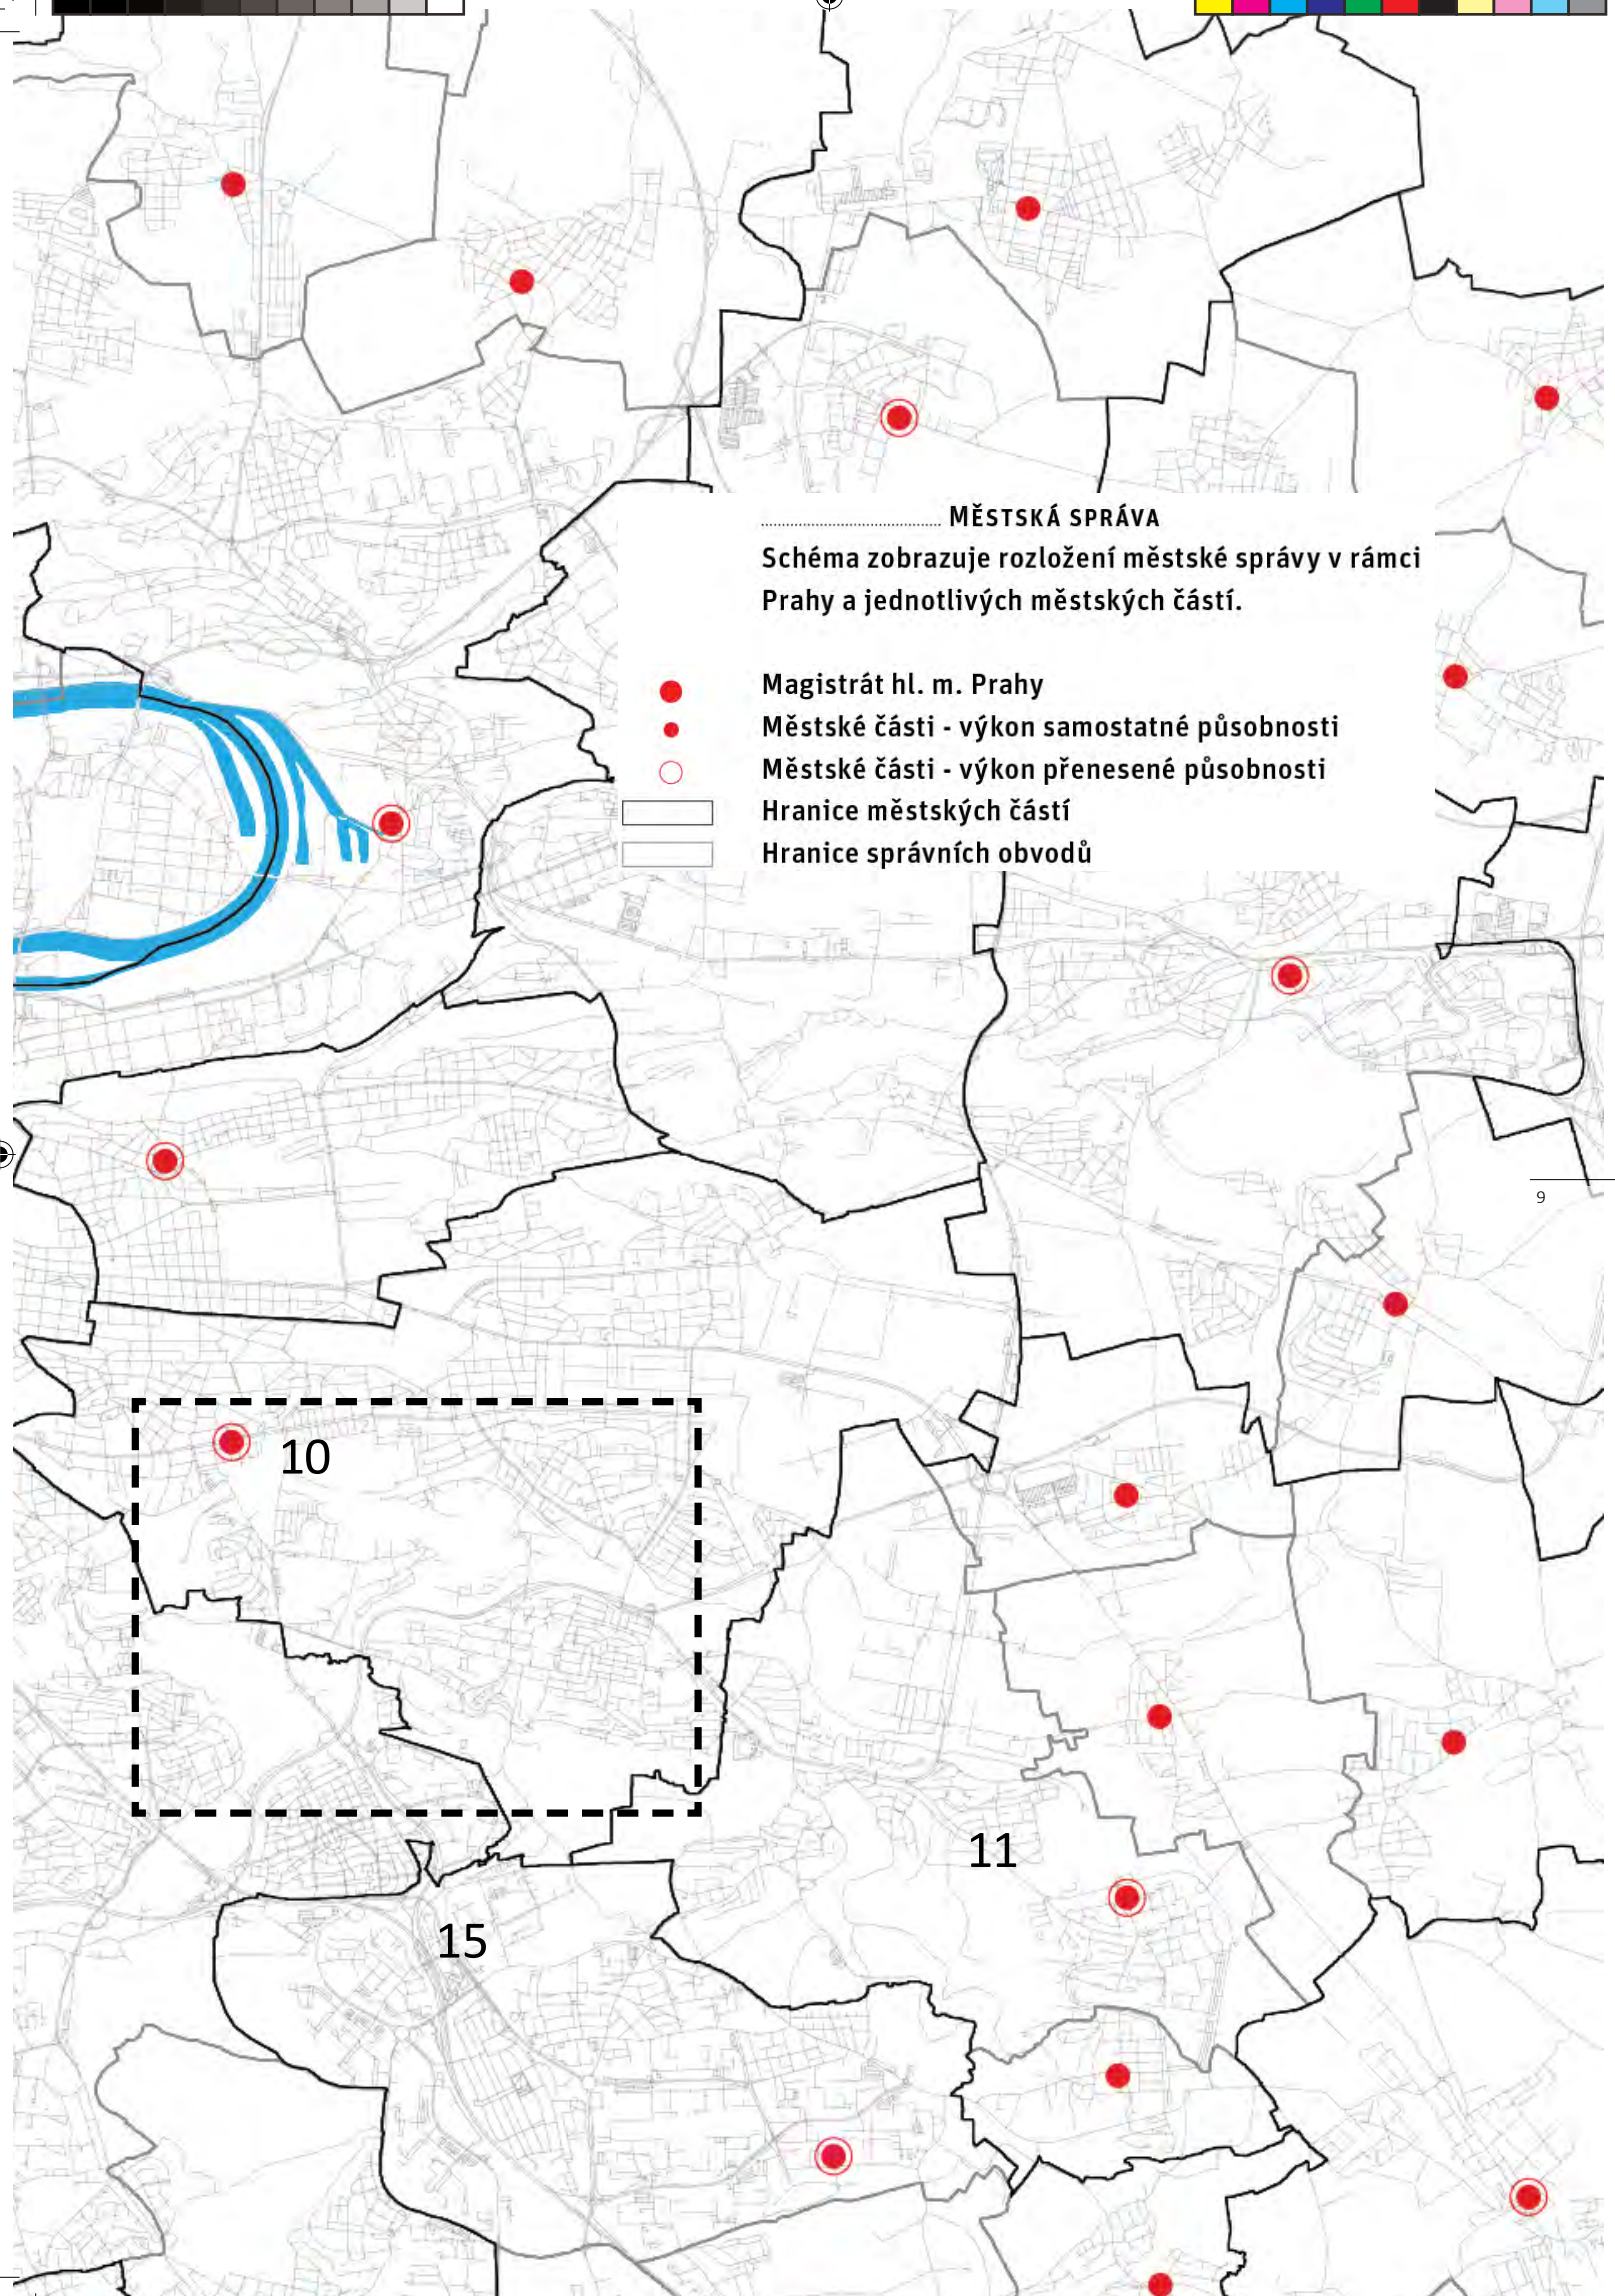 MĚSTSKÁ SPRÁVA
Schéma zobrazuje rozložení městské správy v rámci
Prahy a jednotlivých městských částí.
Magistrát hl. m. Prahy
Městské části - výkon samostatné působnosti
Městské části - výkon přenesené působnosti
Hranice městských částí
Hranice správních obvodů
9
10
11
15